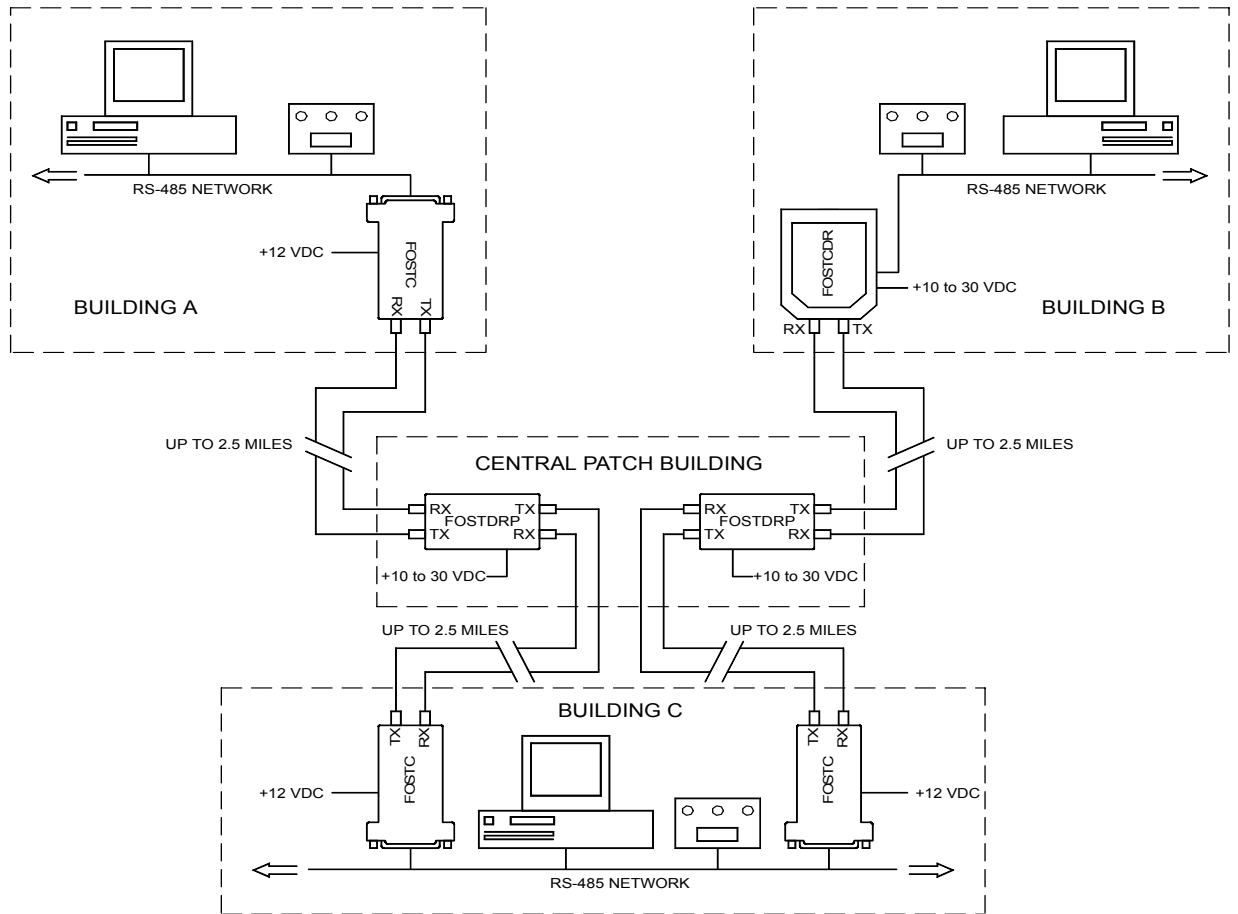 RS-485 NETWORK
+12 VDC
FOSTC
RX
TX
BUILDING A
RS-485 NETWORK
FOSTCDR
+10 to 30 VDC
BUILDING B
RX
TX
UP TO 2.5 MILES
UP TO 2.5 MILES
CENTRAL PATCH BUILDING
RX
TX
FOSTDRP
TX
RX
+10 to 30 VDC
RX
TX
FOSTDRP
TX
RX
+10 to 30 VDC
UP TO 2.5 MILES
UP TO 2.5 MILES
BUILDING C
TX
RX
FOSTC
+12 VDC
TX
RX
FOSTC
+12 VDC
RS-485 NETWORK